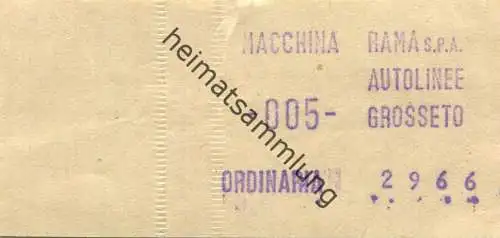 MACCHINA RAMA S.P.A.
AUTOLINEE
005- GROSSETO
ORDINARIO 2966
heimatsammlung